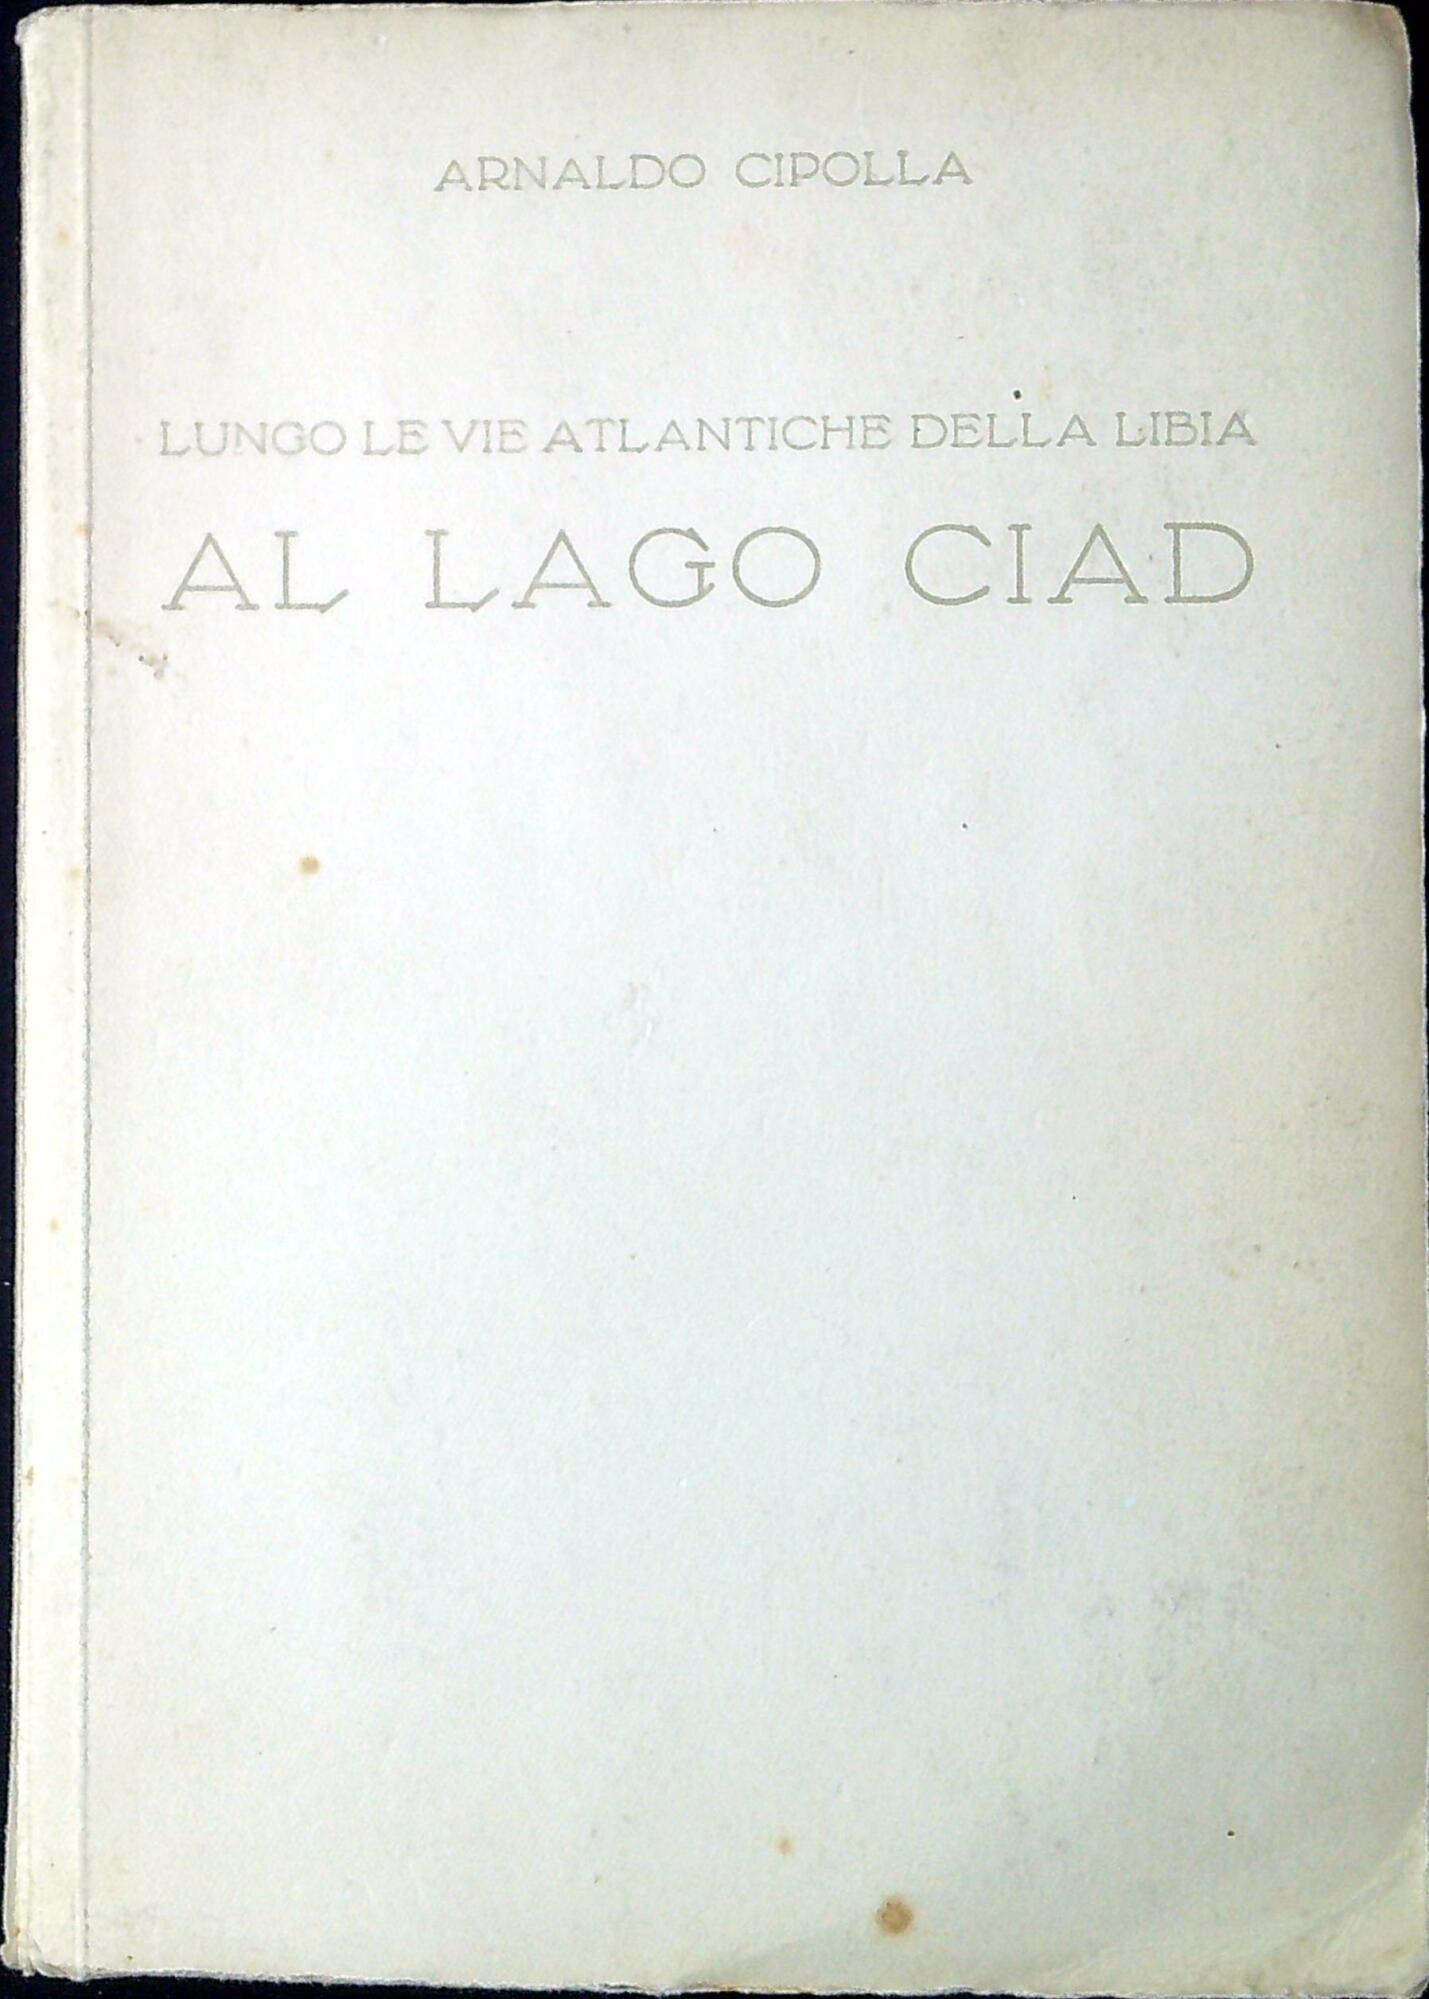 ARNALDO CIPOLLA
LUNGO LE VIE ATLANTICHE DELLA LIBIA
AL LAGO CIAD